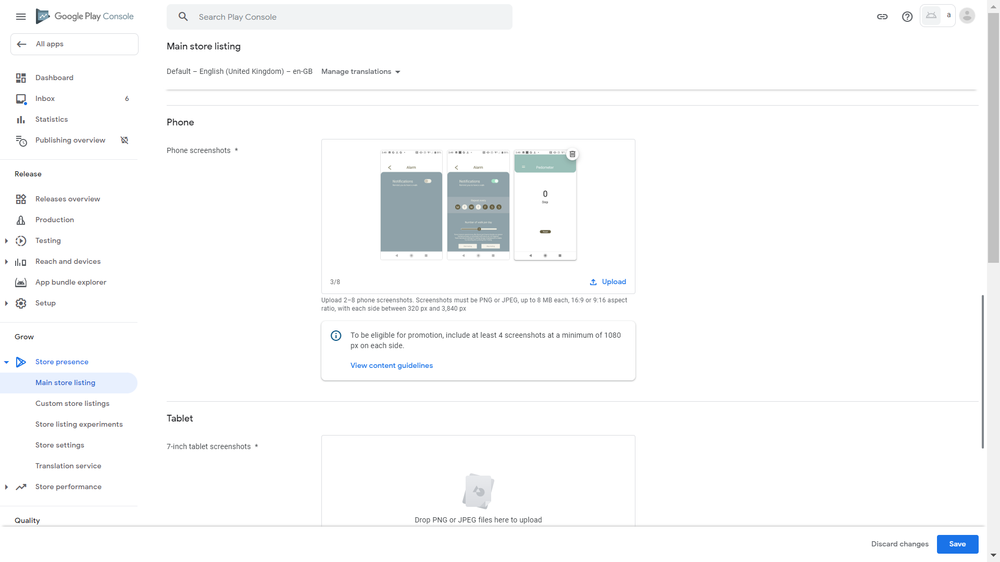 Google Play Console
Search Play Console
a
All apps
Dashboard
Inbox 6
Statistics
Publishing overview
Release
Releases overview
Production
Testing
Reach and devices
App bundle explorer
Setup
Grow
Store presence
Main store listing
Custom store listings
Store listing experiments
Store settings
Translation service
Store performance
Quality
Main store listing
Default – English (United Kingdom) – en-GB Manage translations
Phone
Phone screenshots *
Alarm
Notifications
Alarm
Notifications
Repeat every
M T W T F S S
Number of walk per day
Pedometer
0
Step
3/8
Upload
Upload 2–8 phone screenshots. Screenshots must be PNG or JPEG, up to 8 MB each, 16:9 or 9:16 aspect
ratio, with each side between 320 px and 3,840 px
To be eligible for promotion, include at least 4 screenshots at a minimum of 1080
px on each side.
View content guidelines
Tablet
7-inch tablet screenshots *
Drop PNG or JPEG files here to upload
Discard changes
Save